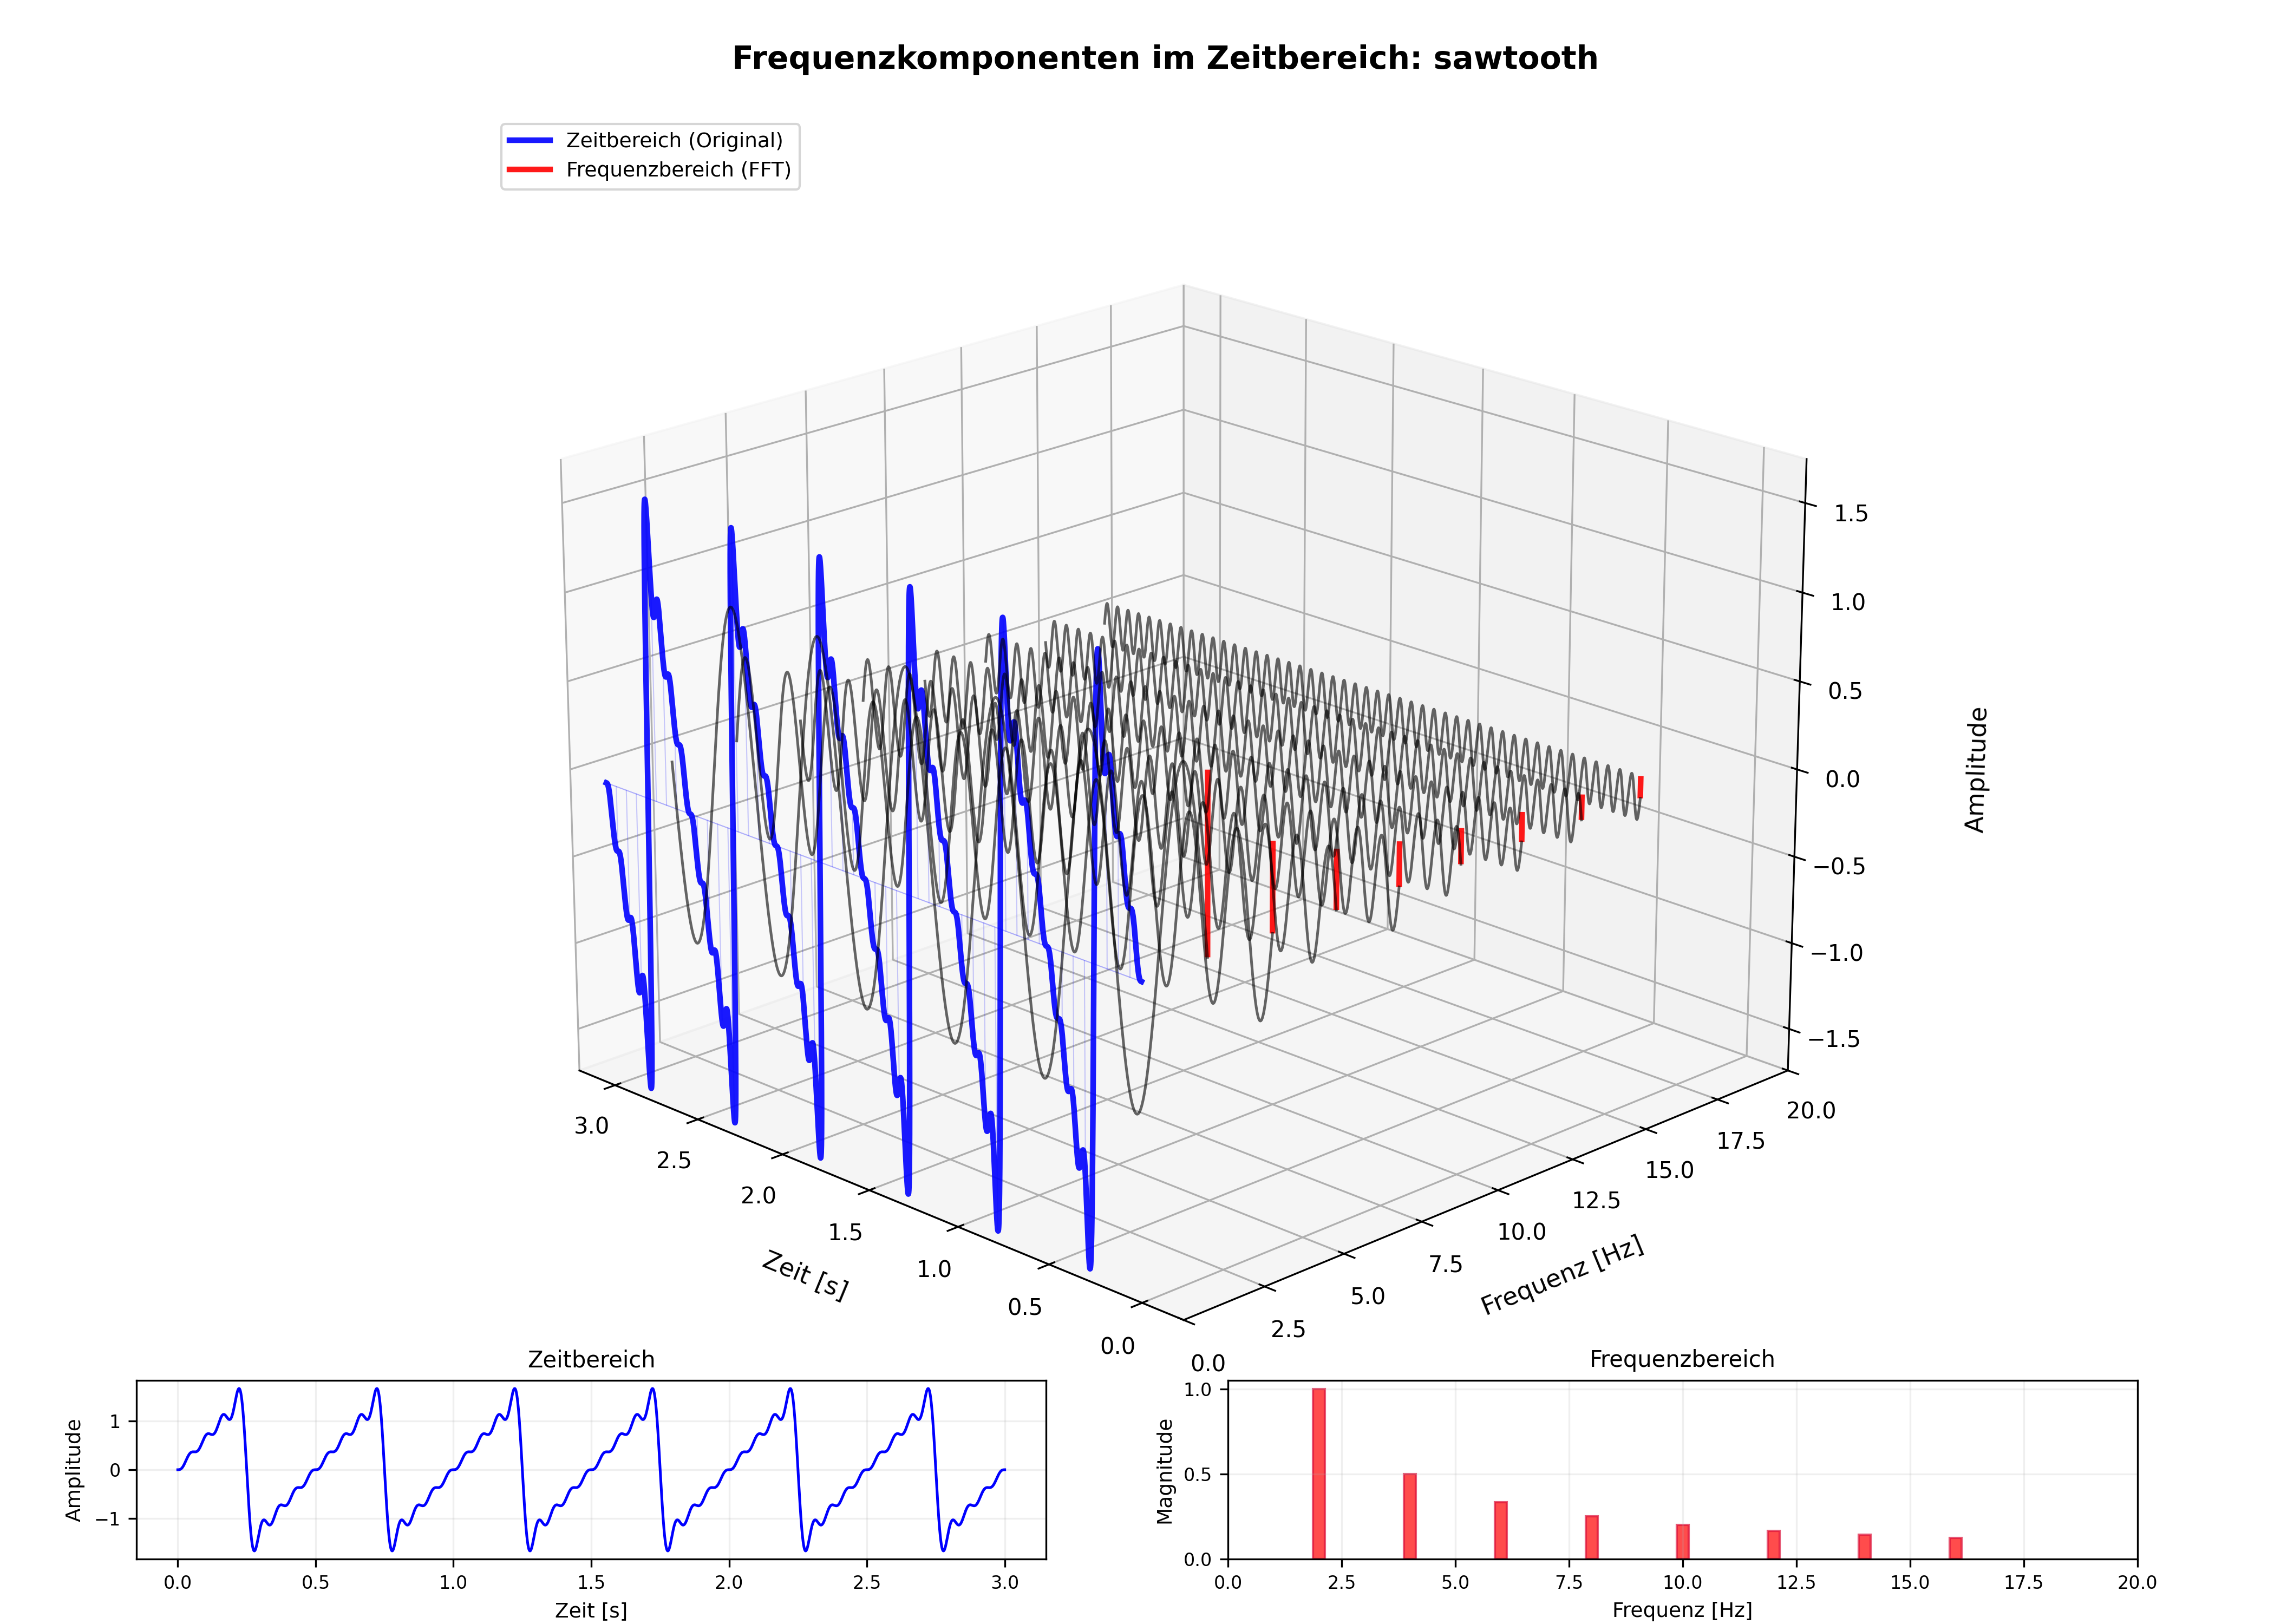 Frequenzkomponenten im Zeitbereich: sawtooth
Zeitbereich (Original)
Frequenzbereich (FFT)
1.5
1.0
0.5
0.0
−0.5
−1.0
−1.5
Amplitude
3.0
2.5
2.0
1.5
1.0
0.5
0.0
Zeit [s]
0.0
2.5
5.0
7.5
10.0
12.5
15.0
17.5
20.0
Frequenz [Hz]
Zeitbereich
Amplitude
1
0
−1
0.0 0.5 1.0 1.5 2.0 2.5 3.0
Zeit [s]
Frequenzbereich
Magnitude
1.0
0.5
0.0
0.0 2.5 5.0 7.5 10.0 12.5 15.0 17.5 20.0
Frequenz [Hz]